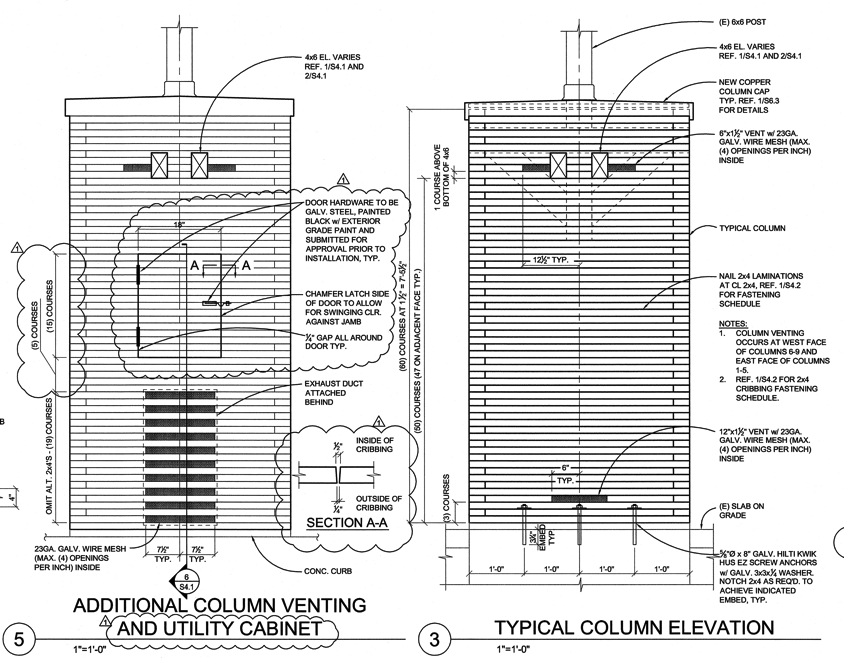 4x6 EL. VARIES
REF. 1/S4.1 AND
2/S4.1
1
DOOR HARDWARE TO BE
GALV. STEEL, PAINTED
BLACK w/ EXTERIOR
GRADE PAINT AND
SUBMITTED FOR
APPROVAL PRIOR TO
INSTALLATION, TYP.
18"
A
A
CHAMFER LATCH SIDE
OF DOOR TO ALLOW
FOR SWINGING CLR.
AGAINST JAMB
GAP ALL AROUND
DOOR TYP.
1
(5) COURSES
(15) COURSES
OMIT ALT. 2x4'S - (19) COURSES
EXHAUST DUCT
ATTACHED
BEHIND
1
½"
INSIDE OF
CRIBBING
OUTSIDE OF
CRIBBING
¼"
SECTION A-A
B
4"
23GA. GALV. WIRE MESH
(MAX. (4) OPENINGS
PER INCH) INSIDE
7½"
TYP.
7½"
TYP.
CONC. CURB
6
S4.1
5
ADDITIONAL COLUMN VENTING
1
AND UTILITY CABINET
1"=1'-0"
(E) 6x6 POST
4x6 EL. VARIES
REF. 1/S4.1 AND 2/S4.1
NEW COPPER
COLUMN CAP
TYP. REF. 1/S6.3
FOR DETAILS
6"x1½" VENT w/ 23GA.
GALV. WIRE MESH (MAX.
(4) OPENINGS PER INCH)
INSIDE
1 COURSE ABOVE
BOTTOM OF 4x6
TYPICAL COLUMN
12½" TYP.
(60) COURSES AT 1½" = 7'-5½"
(50) COURSES (47 ON ADJACENT FACE TYP.)
NAIL 2x4 LAMINATIONS
AT CL 2x4, REF. 1/S4.2
FOR FASTENING
SCHEDULE
NOTES:
1. COLUMN VENTING
OCCURS AT WEST FACE
OF COLUMNS 6-9 AND
EAST FACE OF COLUMNS
1-5.
2. REF. 1/S4.2 FOR 2x4
CRIBBING FASTENING
SCHEDULE.
12"x1½" VENT w/ 23GA.
GALV. WIRE MESH (MAX.
(4) OPENINGS PER INCH)
INSIDE
6"
TYP.
(3) COURSES
EMBED
TYP
(E) SLAB ON
GRADE
1'-0"
1'-0"
1'-0"
1'-0"
⅝"Ø x 8" GALV. HILTI KWIK
HUS EZ SCREW ANCHORS
w/ GALV. 3x3x¼ WASHER.
NOTCH 2x4 AS REQ'D. TO
ACHIEVE INDICATED
EMBED, TYP.
3
TYPICAL COLUMN ELEVATION
1"=1'-0"